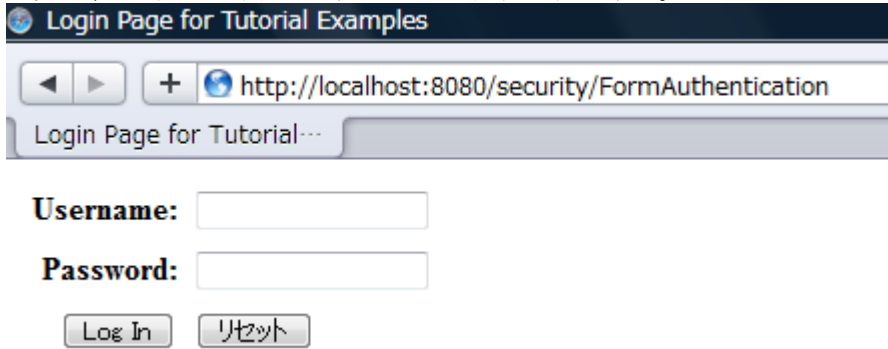 Login Page for Tutorial Examples
http://localhost:8080/security/FormAuthentication
Login Page for Tutorial···
Username:
Password:
Log In リセット